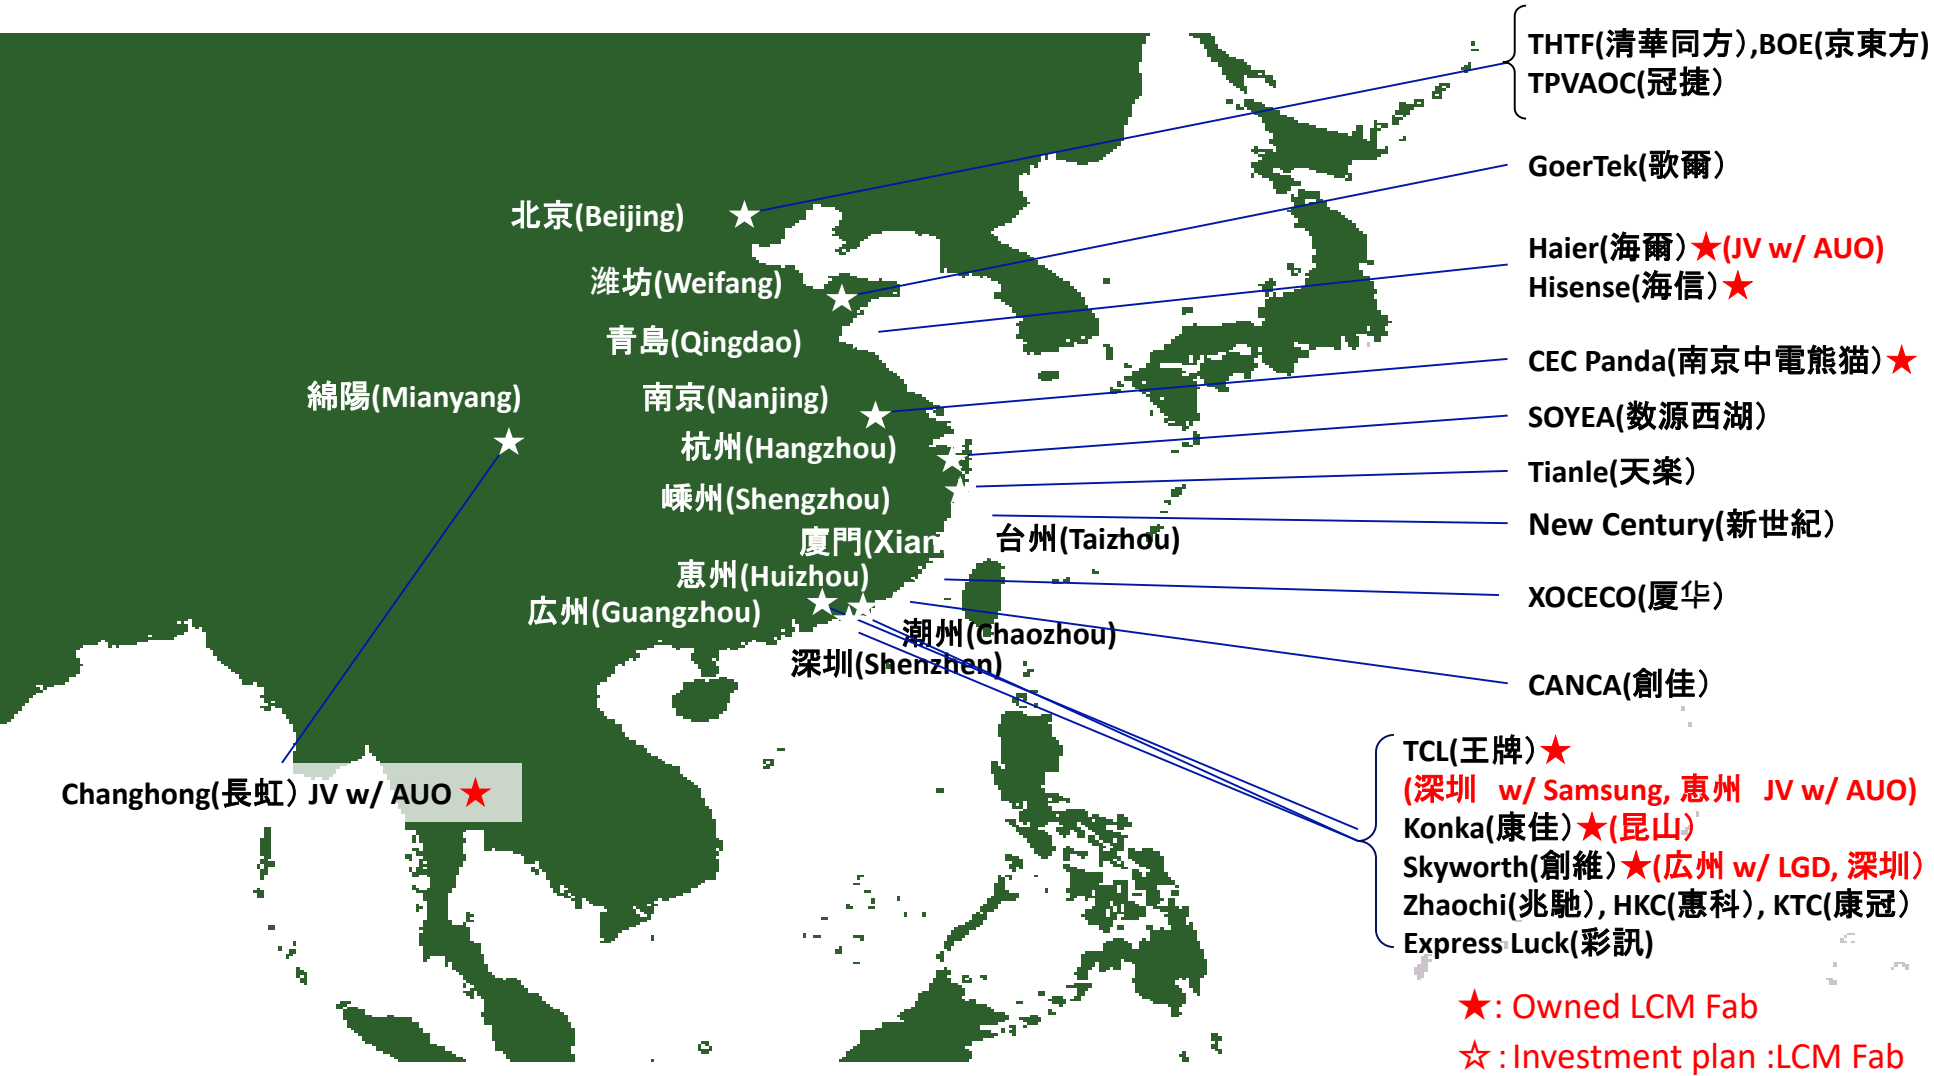 THTF(清華同方),BOE(京東方)
TPVAOC(冠捷)
GoerTek(歌爾)
Haier(海爾)★(JV w/ AUO)
Hisense(海信)★
CEC Panda(南京中電熊猫)★
SOYEA(数源西湖)
Tianle(天楽)
New Century(新世紀)
XOCECO(厦华)
CANCA(創佳)
TCL(王牌)★
(深圳 w/ Samsung, 惠州 JV w/ AUO)
Konka(康佳)★(昆山)
Skyworth(創維)★(広州 w/ LGD, 深圳)
Zhaochi(兆馳), HKC(惠科), KTC(康冠)
Express Luck(彩訊)
北京(Beijing)
濰坊(Weifang)
青島(Qingdao)
綿陽(Mianyang)
南京(Nanjing)
杭州(Hangzhou)
嵊州(Shengzhou)
廈門(Xiam
台州(Taizhou)
惠州(Huizhou)
広州(Guangzhou)
潮州(Chaozhou)
深圳(Shenzhen)
Changhong(長虹) JV w/ AUO ★
★: Owned LCM Fab
☆: Investment plan :LCM Fab